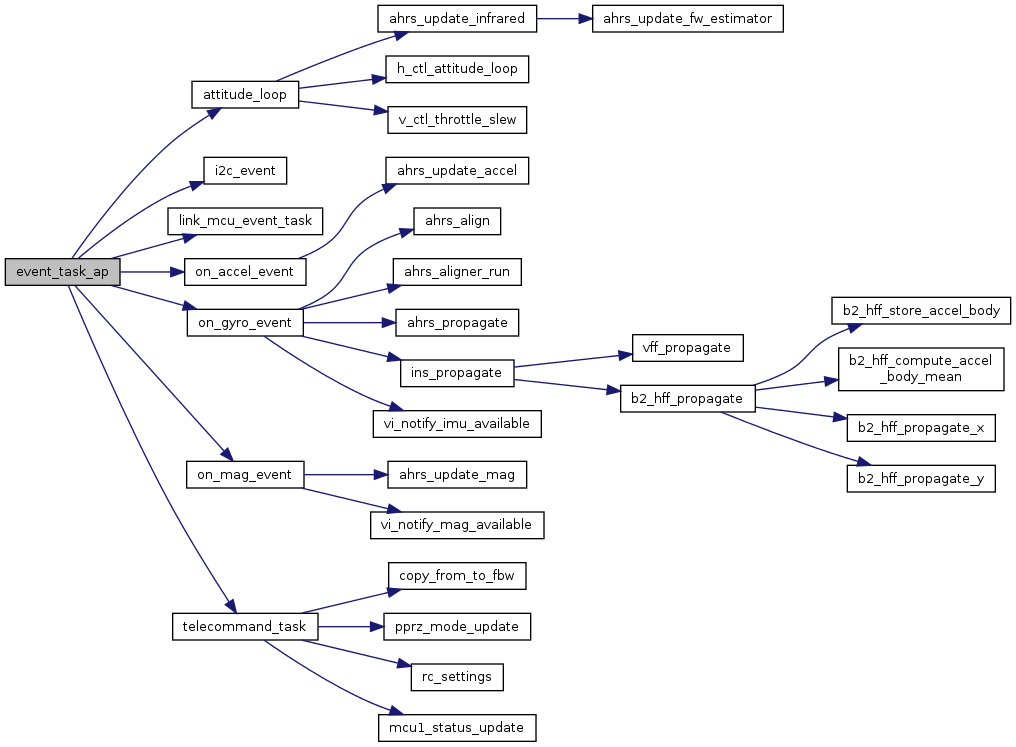 ahrs_update_infrared
ahrs_update_fw_estimator
h_ctl_attitude_loop
attitude_loop
v_ctl_throttle_slew
i2c_event
ahrs_update_accel
link_mcu_event_task
ahrs_align
event_task_ap
on_accel_event
ahrs_aligner_run
b2_hff_store_accel_body
on_gyro_event
ahrs_propagate
vff_propagate
b2_hff_compute_accel
_body_mean
ins_propagate
b2_hff_propagate
vi_notify_imu_available
b2_hff_propagate_x
on_mag_event
ahrs_update_mag
b2_hff_propagate_y
vi_notify_mag_available
copy_from_to_fbw
telecommand_task
pprz_mode_update
rc_settings
mcu1_status_update